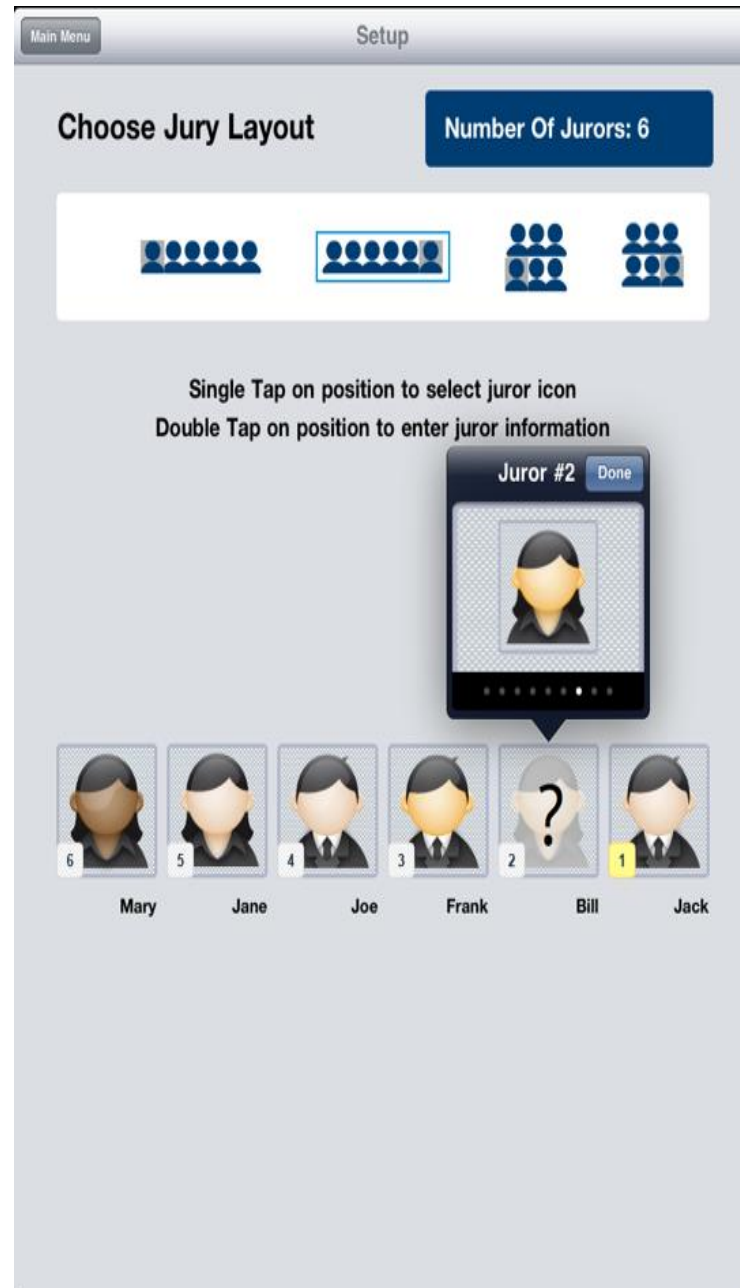 Main Menu
Setup
Choose Jury Layout
Number Of Jurors: 6
Single Tap on position to select juror icon
Double Tap on position to enter juror information
Juror #2
Done
?
6
5
4
3
2
1
Mary
Jane
Joe
Frank
Bill
Jack